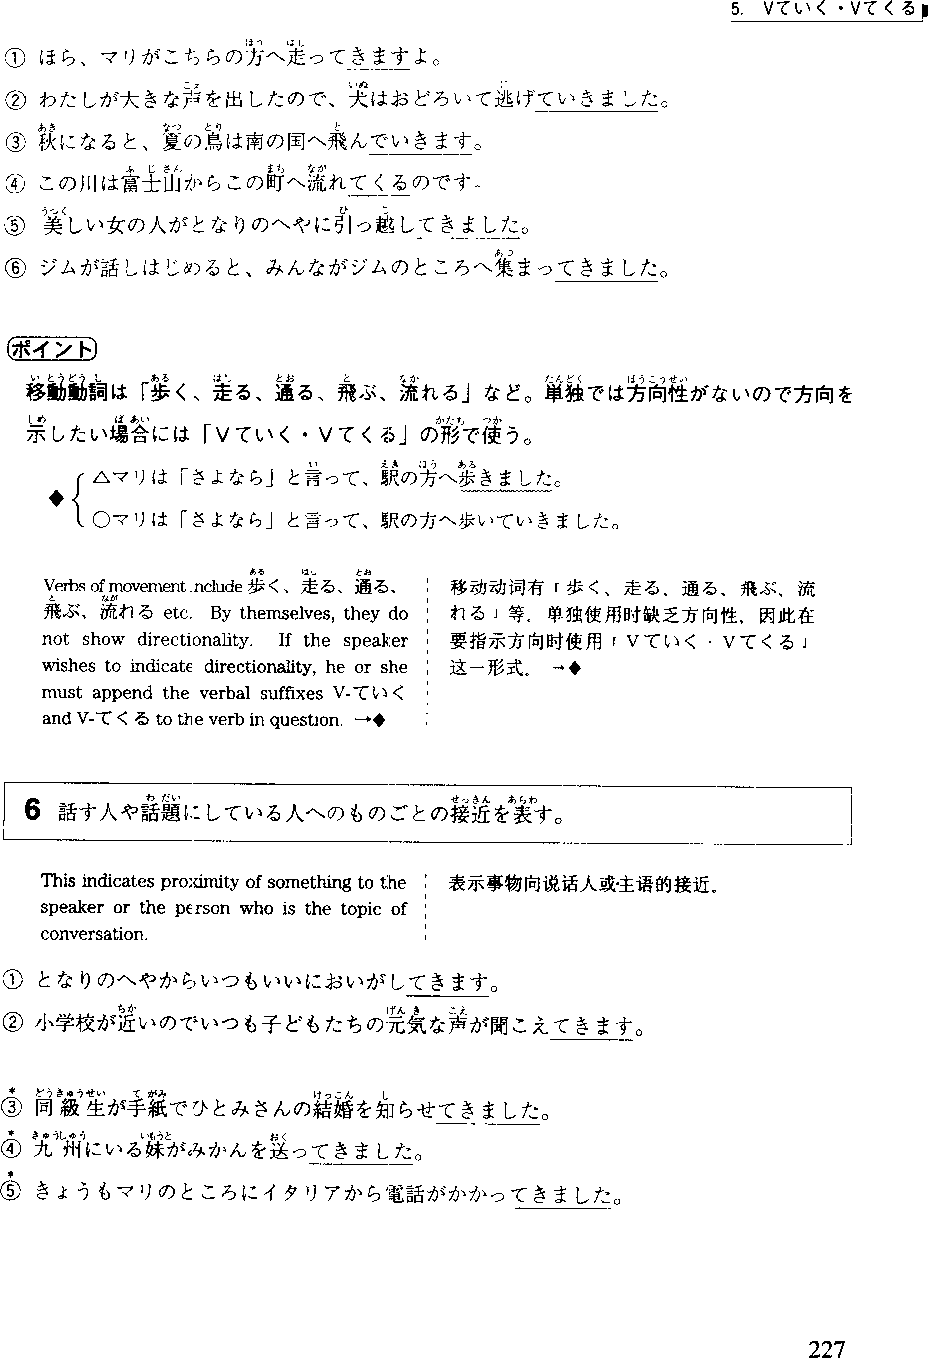 5. Vていく・Vてくる
① ほら、マリがこちらの方へ走ってきますよ。
② わたしが大きな声を出したので、犬はおどろいて逃げていきました。
③ 秋になると、夏の鳥は南の国へ飛んでいきます。
④ この川は富士山からこの町へ流れてくるのです。
⑤ 美しい女の人がとなりのへやに引っ越してきました。
⑥ ジムが話しはじめると、みんながジムのところへ集まってきました。
ポイント
移動動詞は「歩く、走る、通る、飛ぶ、流れる」など。単独では方向性がないので方向を
示したい場合には「Vていく・Vてくる」の形で使う。
△マリは「さよなら」と言って、駅の方へ歩きました。
◆
○マリは「さよなら」と言って、駅の方へ歩いていきました。
Verbs of movement include 歩く、走る、通る、
飛ぶ、流れる etc. By themselves, they do
not show directionality. If the speaker
wishes to indicate directionality, he or she
must append the verbal suffixes V-ていく
and V-てくる to the verb in question. →◆
移动动词有「歩く、走る、通る、飛ぶ、流
れる」等。单独使用时缺乏方向性，因此在
要指示方向时使用「Vていく・Vてくる」
这一形式。→◆
6 話す人や話題にしている人へのものごとの接近を表す。
This indicates proximity of something to the
speaker or the person who is the topic of
conversation.
表示事物向说话人或主语的接近。
① となりのへやからいつもいいにおいがしてきます。
② 小学校が近いのでいつも子どもたちの元気な声が聞こえてきます。
*③ 同級生が手紙でひとみさんの結婚を知らせてきました。
*④ 九州にいる妹がみかんを送ってきました。
*⑤ きょうもマリのところにイタリアから電話がかかってきました。
227